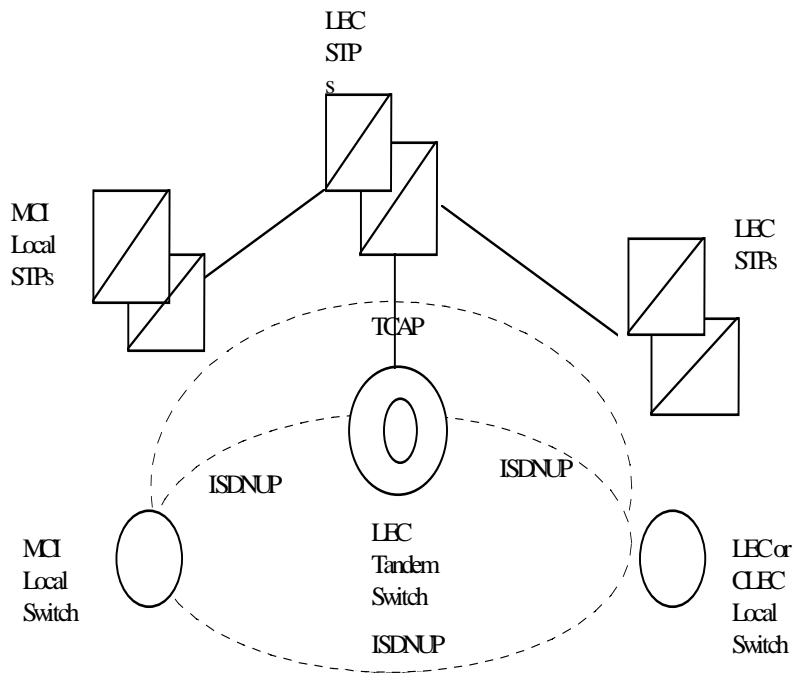 LEC
STP
s
MCI
Local
STPs
LEC
STPs
TCAP
ISDNUP
ISDNUP
MCI
Local
Switch
LEC
Tandem
Switch
LEC or
CLEC
Local
Switch
ISDNUP